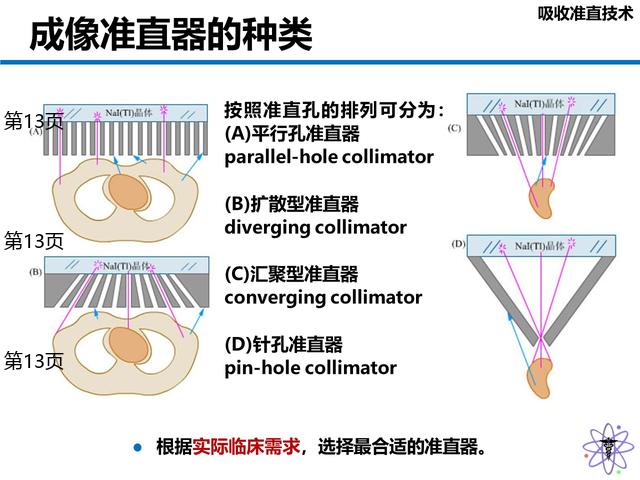 吸收准直技术
成像准直器的种类
第13页
NaI(Tl)晶体
(A)
按照准直孔的排列可分为：
(A)平行孔准直器
parallel-hole collimator
(B)扩散型准直器
diverging collimator
(C)汇聚型准直器
converging collimator
(D)针孔准直器
pin-hole collimator
第13页
NaI(Tl)晶体
(B)
第13页
NaI(Tl)晶体
(C)
NaI(Tl)晶体
(D)
根据实际临床需求，选择最合适的准直器。